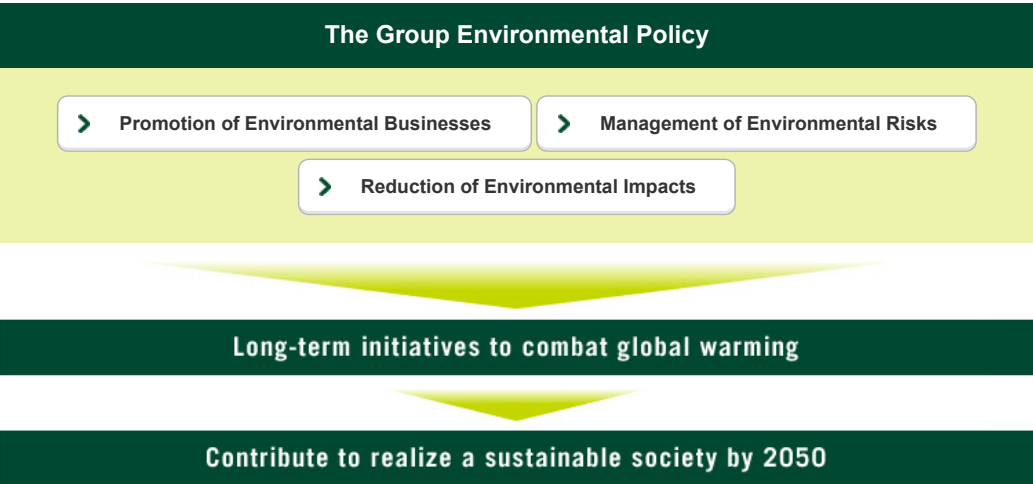 The Group Environmental Policy
Promotion of Environmental Businesses
Management of Environmental Risks
Reduction of Environmental Impacts
Long-term initiatives to combat global warming
Contribute to realize a sustainable society by 2050